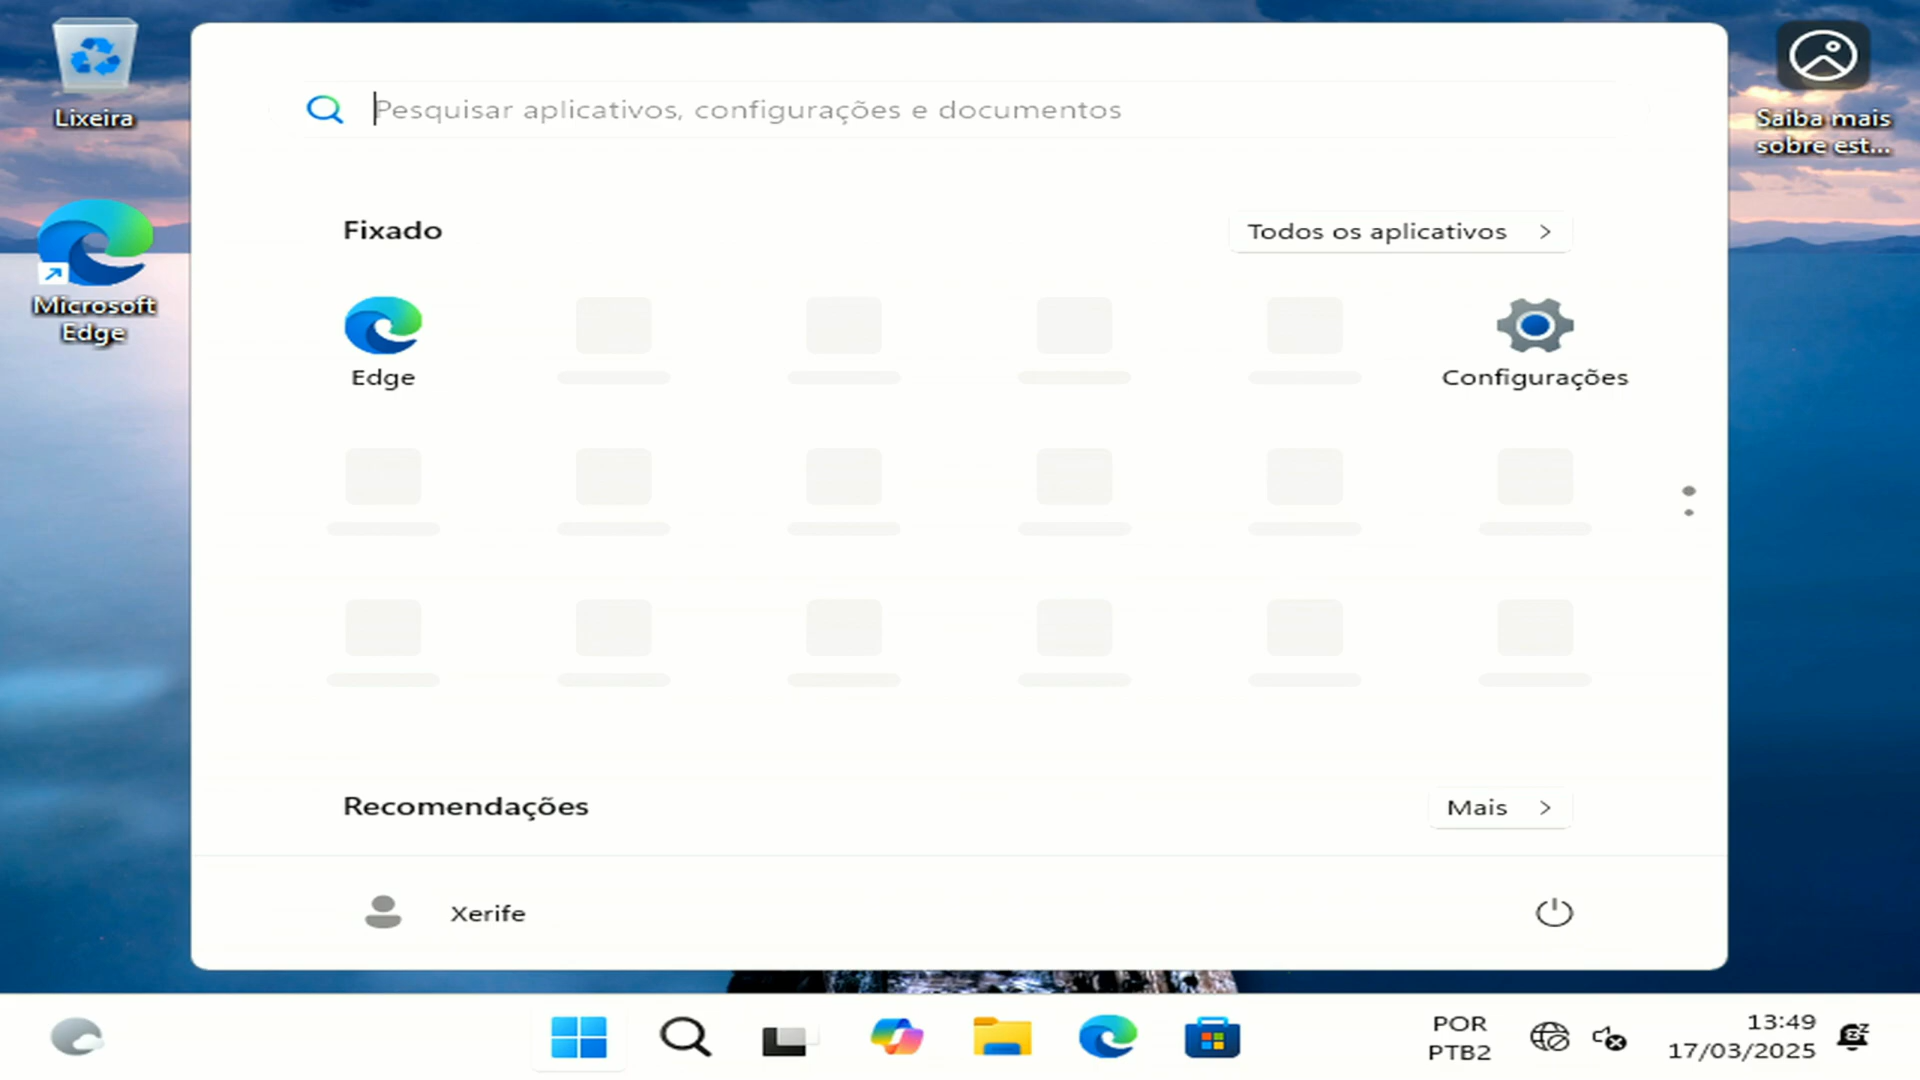 Lixeira
Microsoft
Edge
Pesquisar aplicativos, configurações e documentos
Fixado
Todos os aplicativos
Edge
Configurações
Recomendações
Mais
Xerife
Saiba mais
sobre est...
POR
PTB2
13:49
17/03/2025